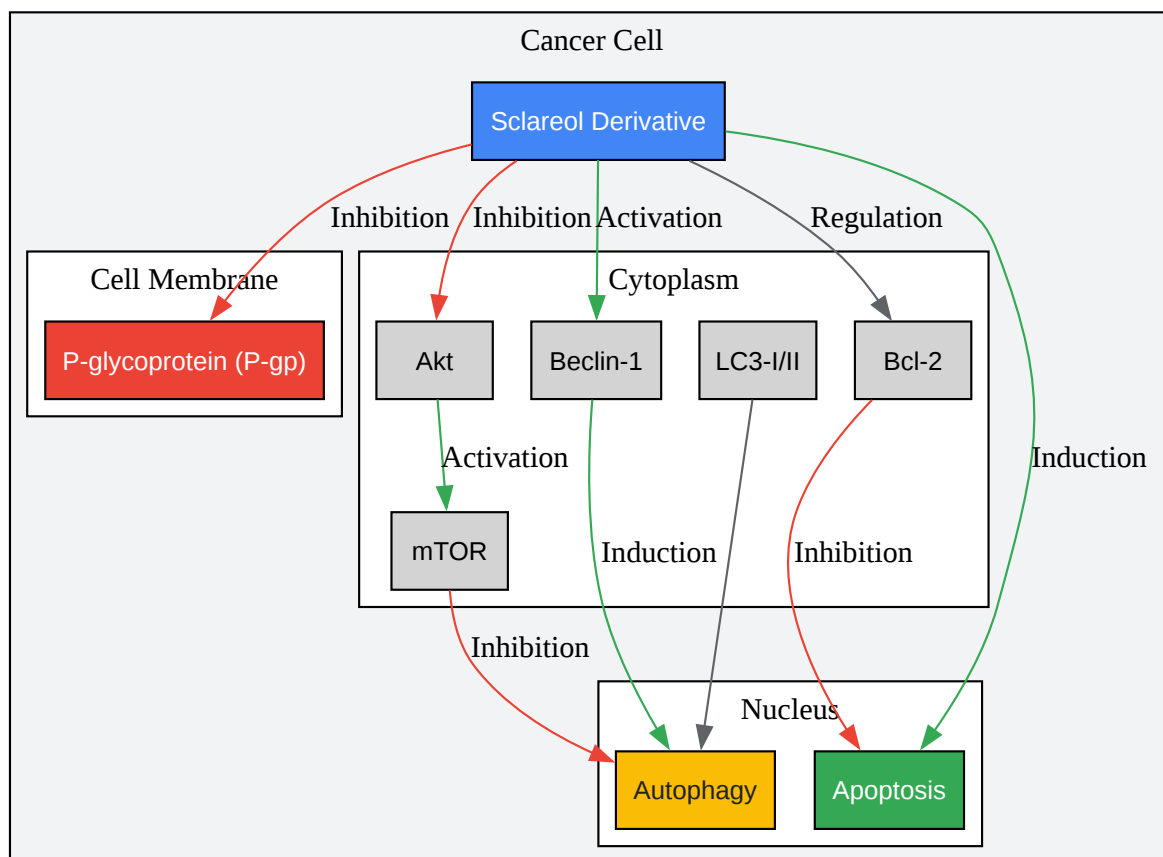 Cancer Cell
Sclareol Derivative
Inhibition
Inhibition
Activation
Regulation
Cell Membrane
Cytoplasm
P-glycoprotein (P-gp)
Akt
Beclin-1
LC3-I/II
Bcl-2
Activation
Induction
mTOR
Induction
Inhibition
Inhibition
Nucleus
Autophagy
Apoptosis